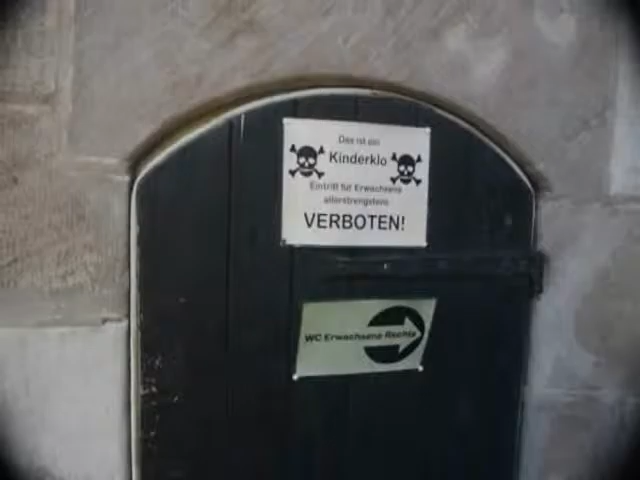 Das ist ein
Kinderklo
Eintritt für Erwachsene
allerstrengstens
VERBOTEN!
WC Erwachsene Rechts